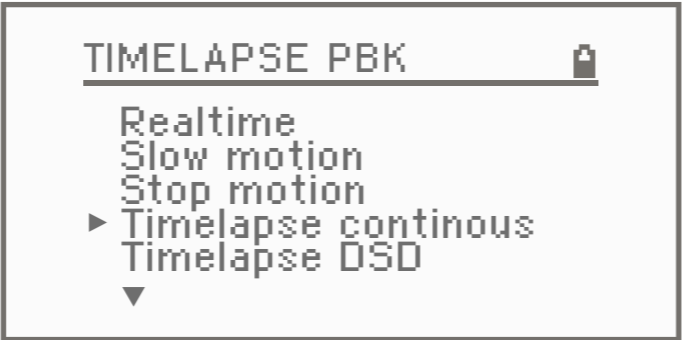 TIMELAPSE PBK
Realtime
Slow motion
Stop motion
Timelapse continous
Timelapse DSD